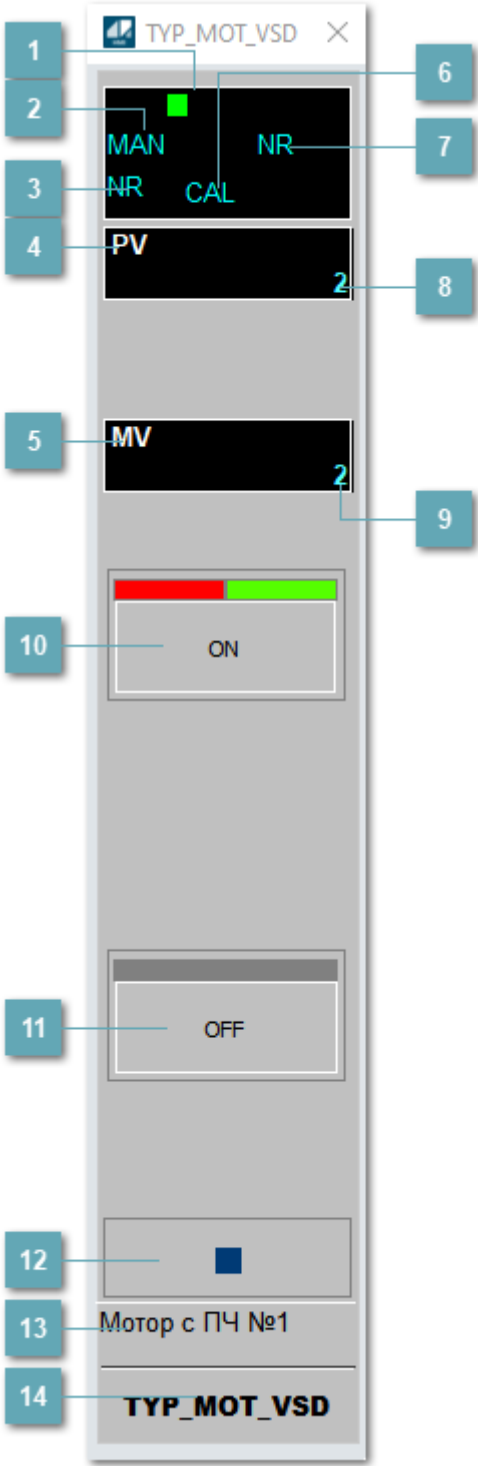 TYP_MOT_VSD
1
6
2
MAN
NR
7
3
NR
CAL
4
PV
2
8
5
MV
2
9
10
ON
11
OFF
12
13
Мотор с ПЧ №1
14
TYP_MOT_VSD